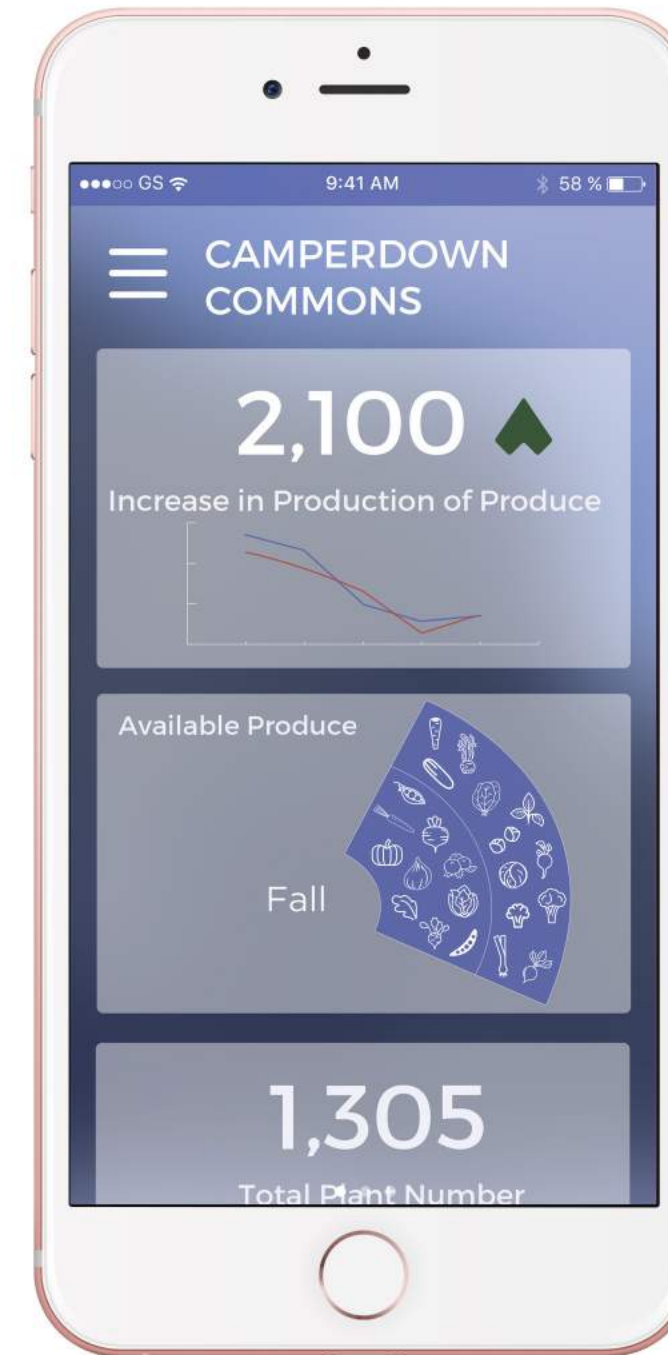 GS 9:41 AM 58 %
CAMPERDOWN
COMMONS
2,100
Increase in Production of Produce
Available Produce
Fall
1,305
Total Plant Number